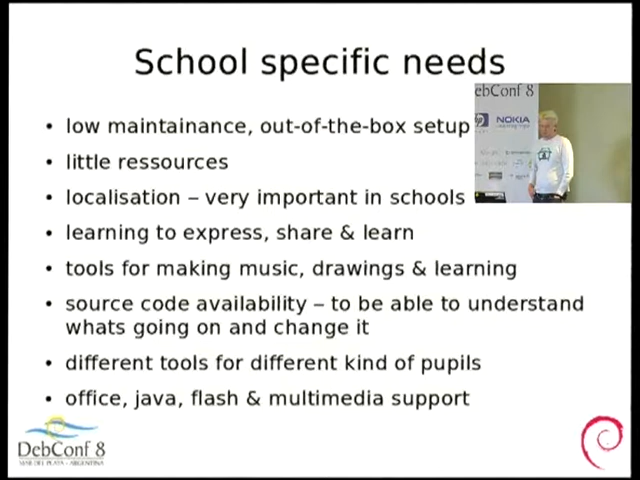 School specific needs
ebConf 8
• low maintainance, out-of-the-box setup
NOKIA
• little ressources
• localisation – very important in schools
• learning to express, share & learn
• tools for making music, drawings & learning
• source code availability – to be able to understand
whats going on and change it
• different tools for different kind of pupils
• office, java, flash & multimedia support
DebConf 8
MAR DEL PLATA - ARGENTINA